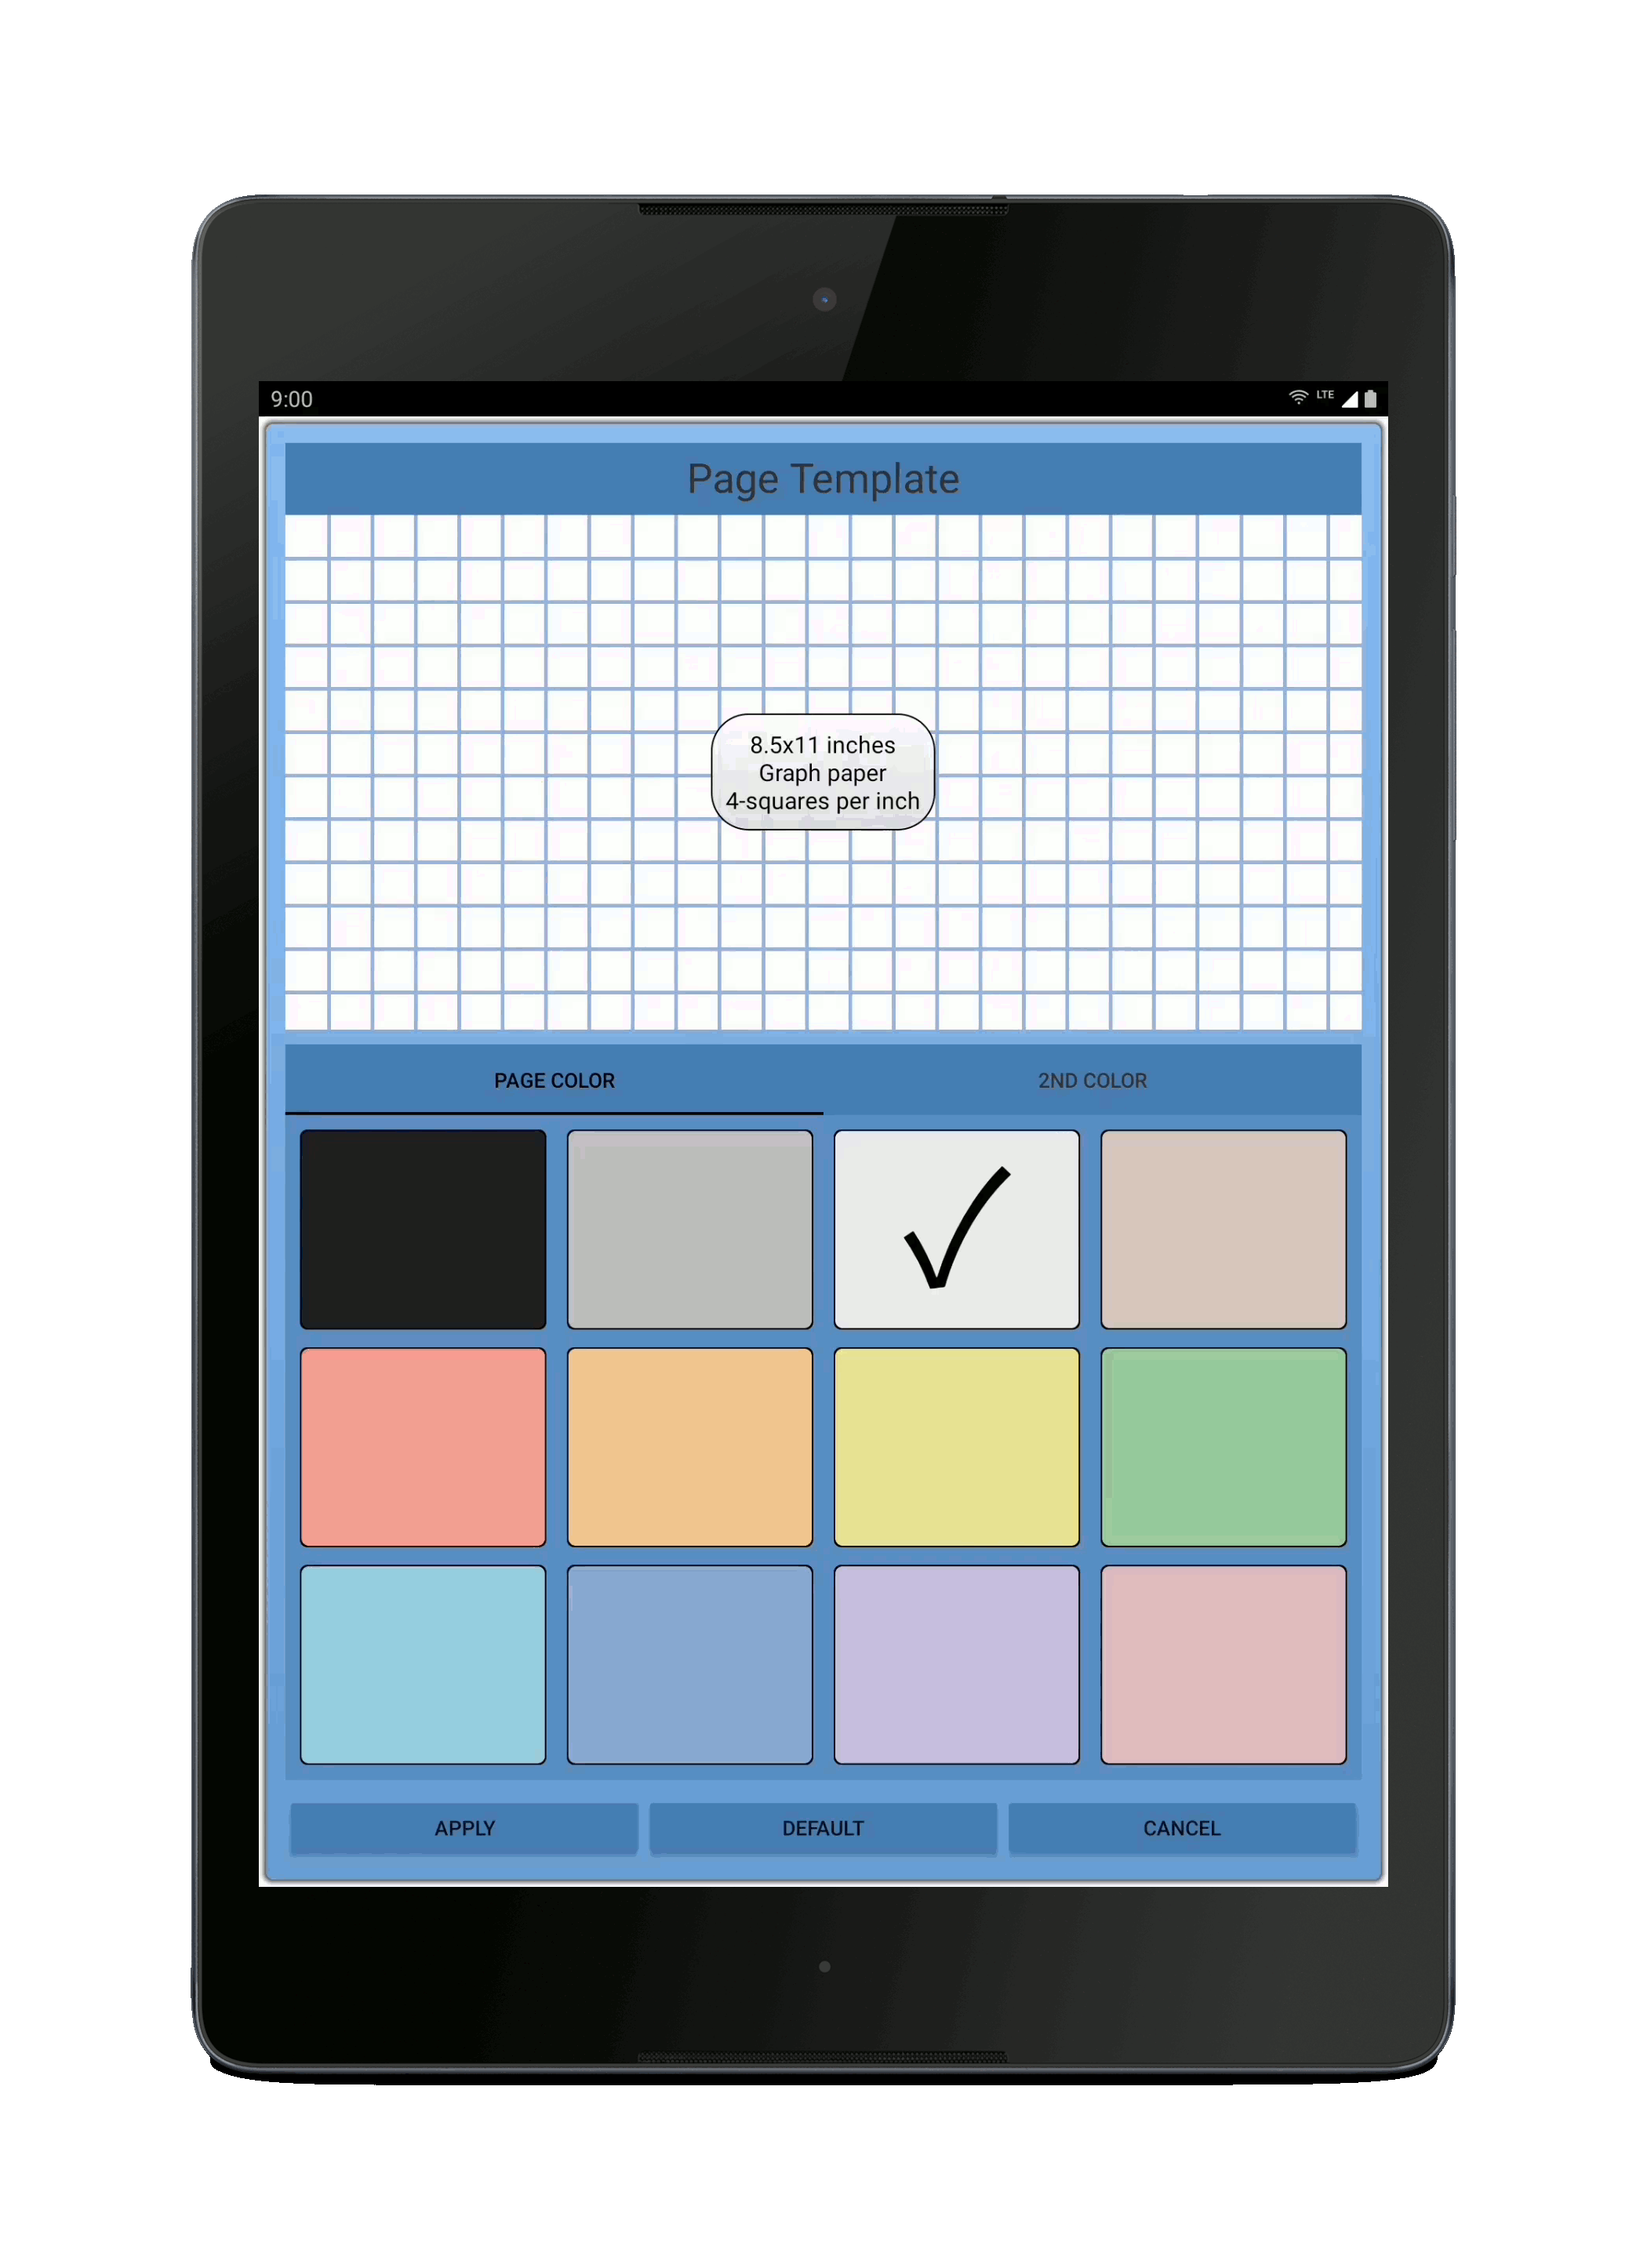 9:00
LTE
Page Template
8.5x11 inches
Graph paper
4-squares per inch
PAGE COLOR
2ND COLOR
APPLY
DEFAULT
CANCEL